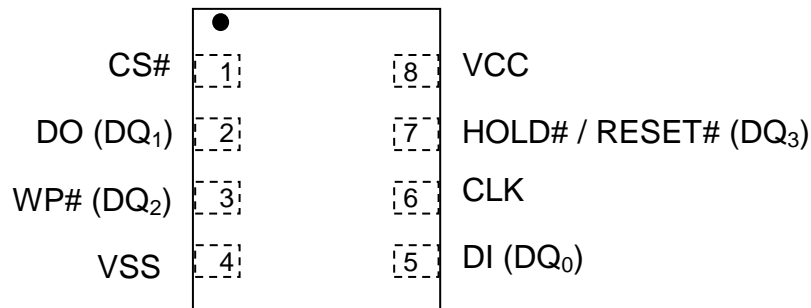 CS# 1 8 VCC
DO (DQ₁) 2 7 HOLD# / RESET# (DQ₃)
WP# (DQ₂) 3 6 CLK
VSS 4 5 DI (DQ₀)